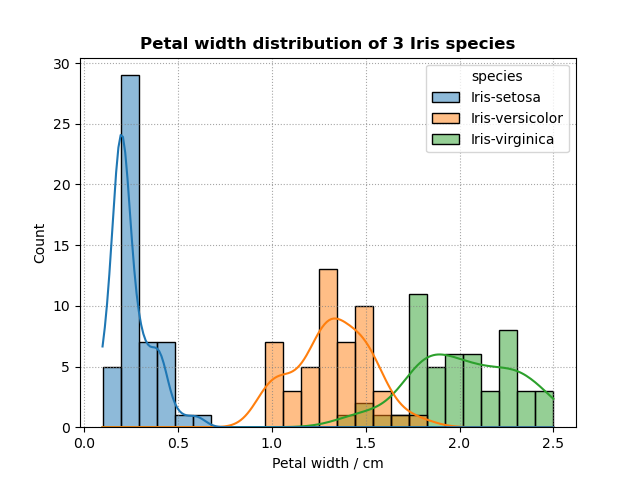 Petal width distribution of 3 Iris species
species
Iris-setosa
Iris-versicolor
Iris-virginica
Count
30
25
20
15
10
5
0
0.0 0.5 1.0 1.5 2.0 2.5
Petal width / cm